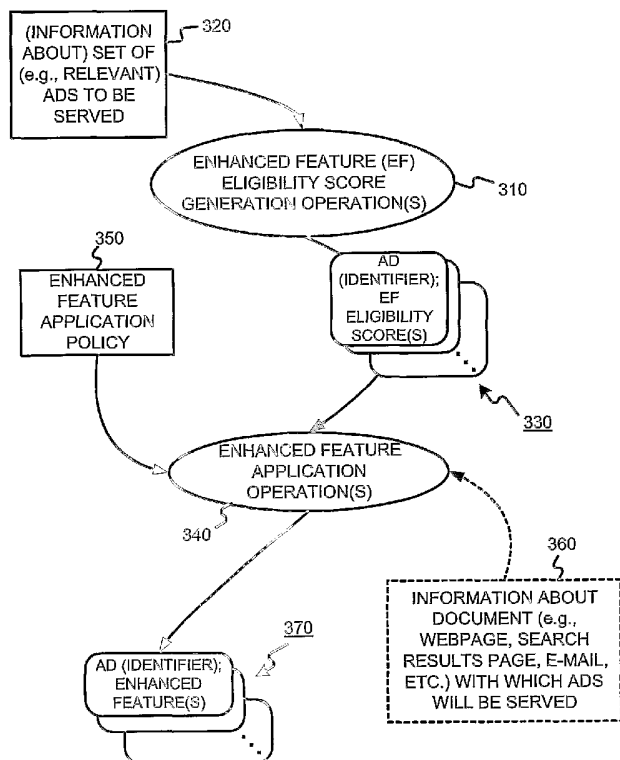 320
(INFORMATION
ABOUT) SET OF
(e.g., RELEVANT)
ADS TO BE
SERVED
ENHANCED FEATURE (EF)
ELIGIBILITY SCORE
GENERATION OPERATION(S)
310
350
ENHANCED
FEATURE
APPLICATION
POLICY
AD
(IDENTIFIER);
EF
ELIGIBILITY
SCORE(S)
330
ENHANCED FEATURE
APPLICATION
OPERATION(S)
340
360
INFORMATION ABOUT
DOCUMENT (e.g.,
WEBPAGE, SEARCH
RESULTS PAGE, E-MAIL,
ETC.) WITH WHICH ADS
WILL BE SERVED
370
AD (IDENTIFIER);
ENHANCED
FEATURE(S)